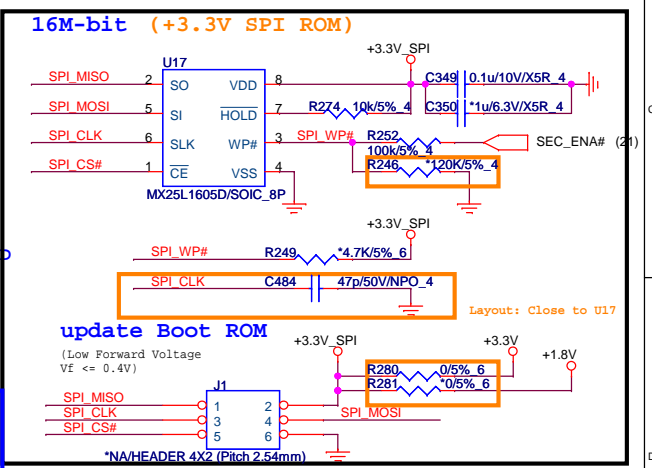 16M-bit (+3.3V SPI ROM)
+3.3V_SPI
U17
SPI_MISO 2 SO VDD 8 C349 0.1u/10V/X5R_4
SPI_MOSI 5 SI HOLD 7 R274 10k/5%_4 C350 *1u/6.3V/X5R_4
SPI_CLK 6 SLK WP# 3 SPI_WP# R252 100k/5%_4 SEC_ENA# (21)
SPI_CS# 1 CE VSS 4 R246 *120K/5%_4
MX25L1605D/SOIC_8P
+3.3V_SPI
SPI_WP# R249 *4.7K/5%_6
SPI_CLK C484 47p/50V/NPO_4
Layout: Close to U17
update Boot ROM
(Low Forward Voltage
Vf <= 0.4V)
+3.3V_SPI +3.3V +1.8V
R280 0/5%_6
R281 *0/5%_6
J1
SPI_MISO 1 2
SPI_CLK 3 4 SPI_MOSI
SPI_CS# 5 6
*NA/HEADER 4X2 (Pitch 2.54mm)